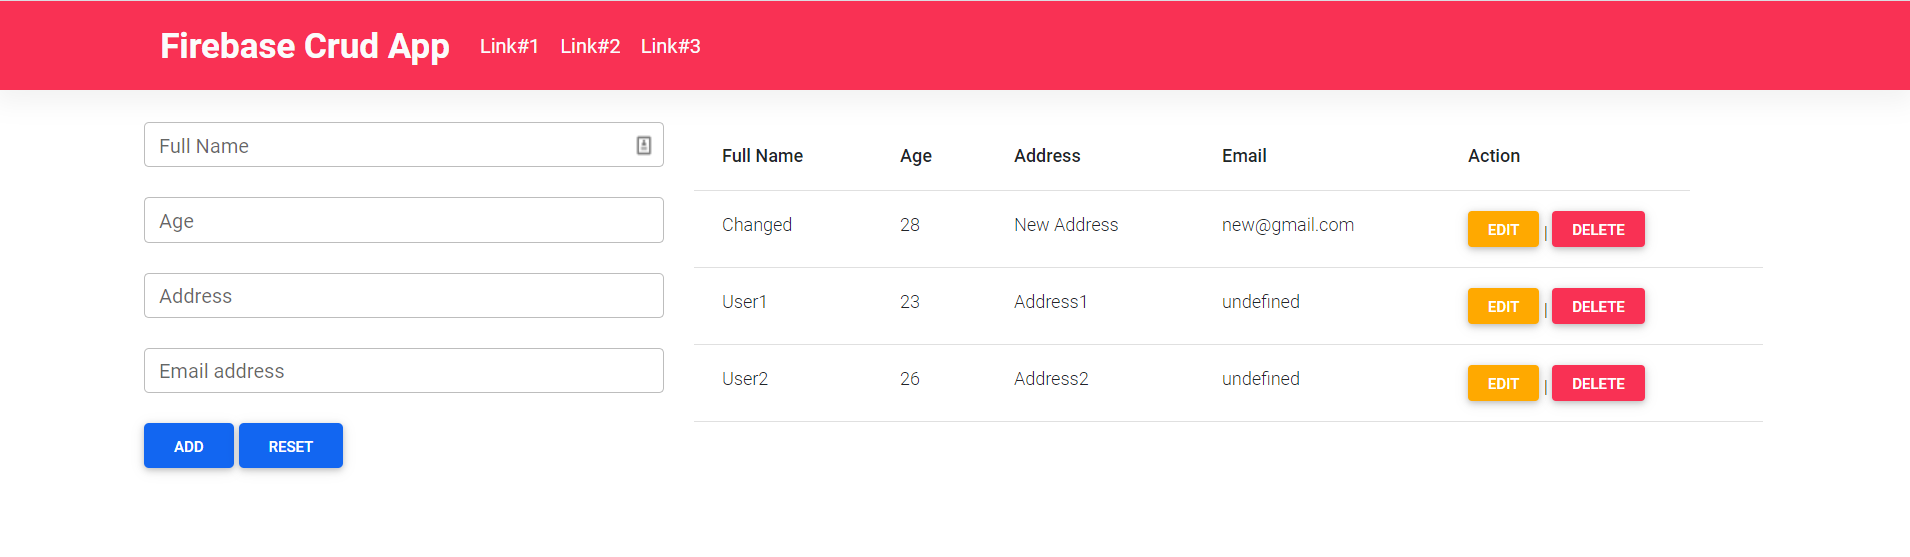 Firebase Crud App Link#1 Link#2 Link#3
Full Name
Age
Address
Email address
ADD RESET
Full Name Age Address Email Action
Changed 28 New Address new@gmail.com EDIT | DELETE
User1 23 Address1 undefined EDIT | DELETE
User2 26 Address2 undefined EDIT | DELETE